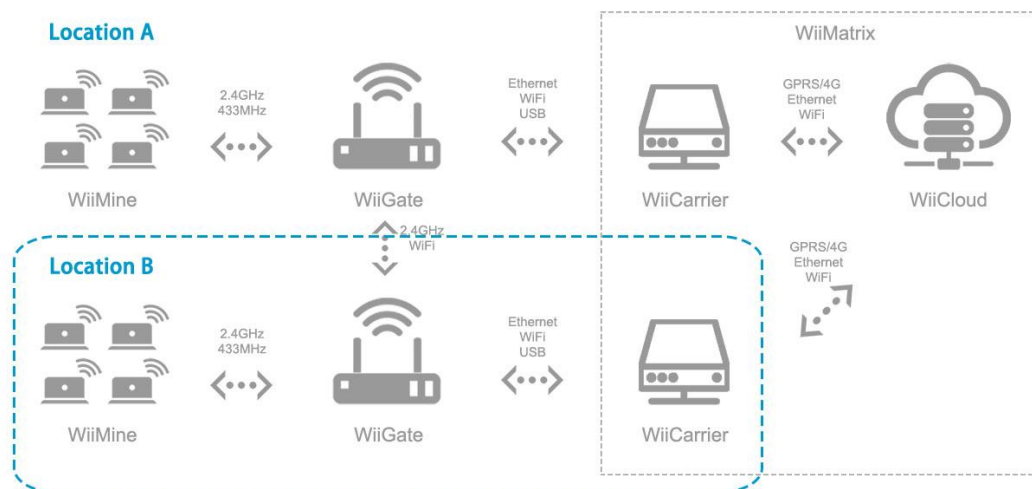 Location A
WiiMatrix
2.4GHz
433MHz
Ethernet
WiFi
USB
GPRS/4G
Ethernet
WiFi
WiiMine
WiiGate
WiiCarrier
WiiCloud
2.4GHz
WiFi
Location B
GPRS/4G
Ethernet
WiFi
2.4GHz
433MHz
Ethernet
WiFi
USB
WiiMine
WiiGate
WiiCarrier